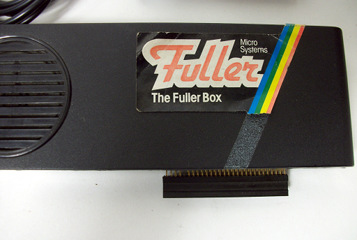 Micro
Systems
Fuller
The Fuller Box